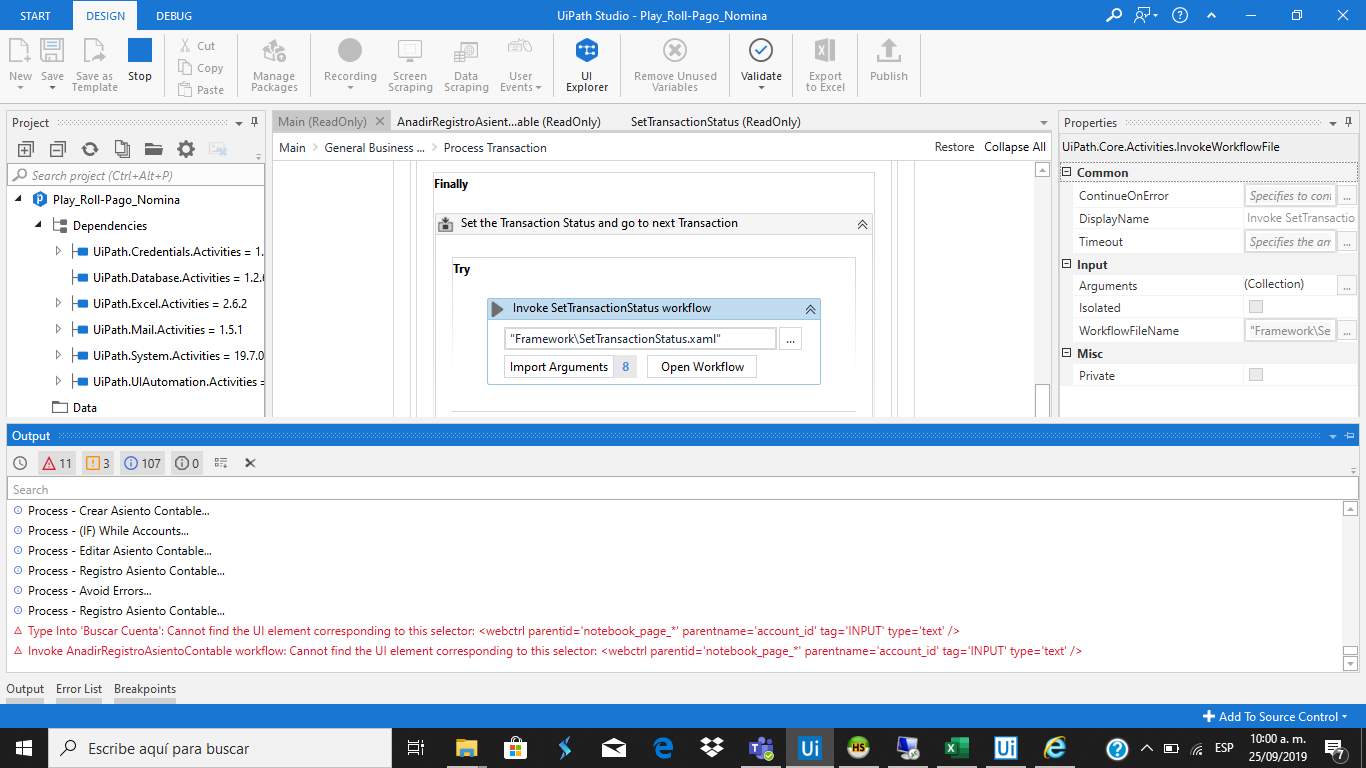 START DESIGN DEBUG UiPath Studio - Play_Roll-Pago_Nomina
New Save Save as Template Stop Cut Copy Paste Manage Packages Recording Screen Scraping Data Scraping User Events UI Explorer Remove Unused Variables Validate Export to Excel Publish
Project
Main (ReadOnly) AnadirRegistroAsient...able (ReadOnly) SetTransactionStatus (ReadOnly)
Main General Business ... Process Transaction Restore Collapse All
Search project (Ctrl+Alt+P)
Play_Roll-Pago_Nomina
Dependencies
UiPath.Credentials.Activities = 1.
UiPath.Database.Activities = 1.2.6
UiPath.Excel.Activities = 2.6.2
UiPath.Mail.Activities = 1.5.1
UiPath.System.Activities = 19.7.0
UiPath.UIAutomation.Activities =
Data
Finally
Set the Transaction Status and go to next Transaction
Try
Invoke SetTransactionStatus workflow
"Framework\SetTransactionStatus.xaml" ...
Import Arguments 8 Open Workflow
Properties
UiPath.Core.Activities.InvokeWorkflowFile
Common
ContinueOnError Specifies to con ...
DisplayName Invoke SetTransactio
Timeout Specifies the am ...
Input
Arguments (Collection) ...
Isolated
WorkflowFileName "Framework\Se ...
Misc
Private
Output
11 3 107 0
Search
Process - Crear Asiento Contable...
Process - (IF) While Accounts...
Process - Editar Asiento Contable...
Process - Registro Asiento Contable...
Process - Avoid Errors...
Process - Registro Asiento Contable...
Type Into 'Buscar Cuenta': Cannot find the UI element corresponding to this selector: <webctrl parentid='notebook_page_*' parentname='account_id' tag='INPUT' type='text' />
Invoke AnadirRegistroAsientoContable workflow: Cannot find the UI element corresponding to this selector: <webctrl parentid='notebook_page_*' parentname='account_id' tag='INPUT' type='text' />
Output Error List Breakpoints
Add To Source Control
Escribe aquí para buscar
Ui HS Ui
ESP
10:00 a. m.
25/09/2019
7